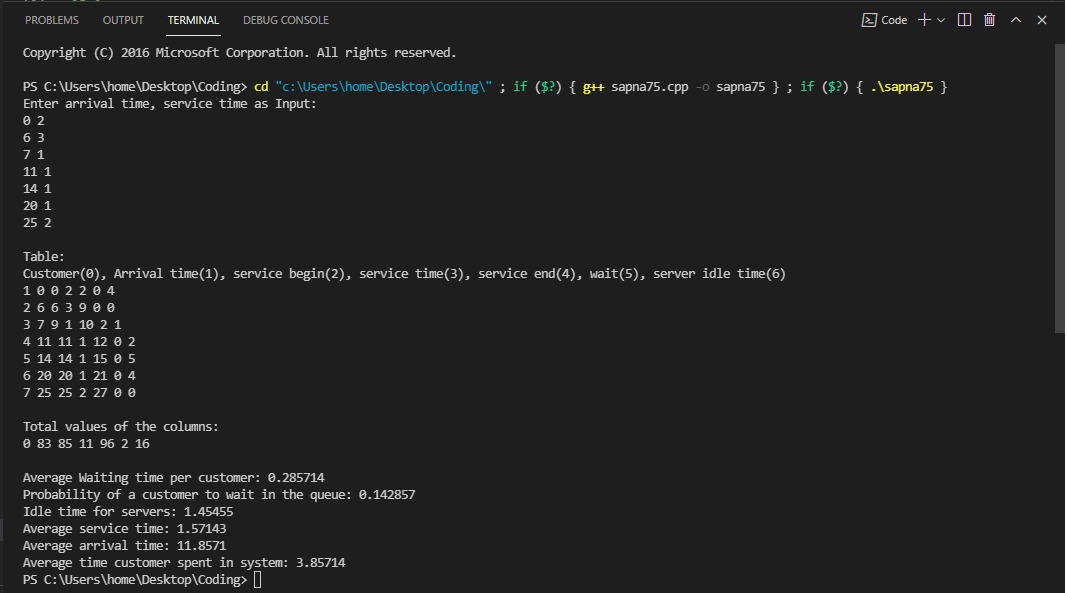 PROBLEMS OUTPUT TERMINAL DEBUG CONSOLE Code
Copyright (C) 2016 Microsoft Corporation. All rights reserved.
PS C:\Users\home\Desktop\Coding> cd "c:\Users\home\Desktop\Coding\" ; if ($?) { g++ sapna75.cpp -o sapna75 } ; if ($?) { .\sapna75 }
Enter arrival time, service time as Input:
0 2
6 3
7 1
11 1
14 1
20 1
25 2
Table:
Customer(0), Arrival time(1), service begin(2), service time(3), service end(4), wait(5), server idle time(6)
1 0 0 2 2 0 4
2 6 6 3 9 0 0
3 7 9 1 10 2 1
4 11 11 1 12 0 2
5 14 14 1 15 0 5
6 20 20 1 21 0 4
7 25 25 2 27 0 0
Total values of the columns:
0 83 85 11 96 2 16
Average Waiting time per customer: 0.285714
Probability of a customer to wait in the queue: 0.142857
Idle time for servers: 1.45455
Average service time: 1.57143
Average arrival time: 11.8571
Average time customer spent in system: 3.85714
PS C:\Users\home\Desktop\Coding>